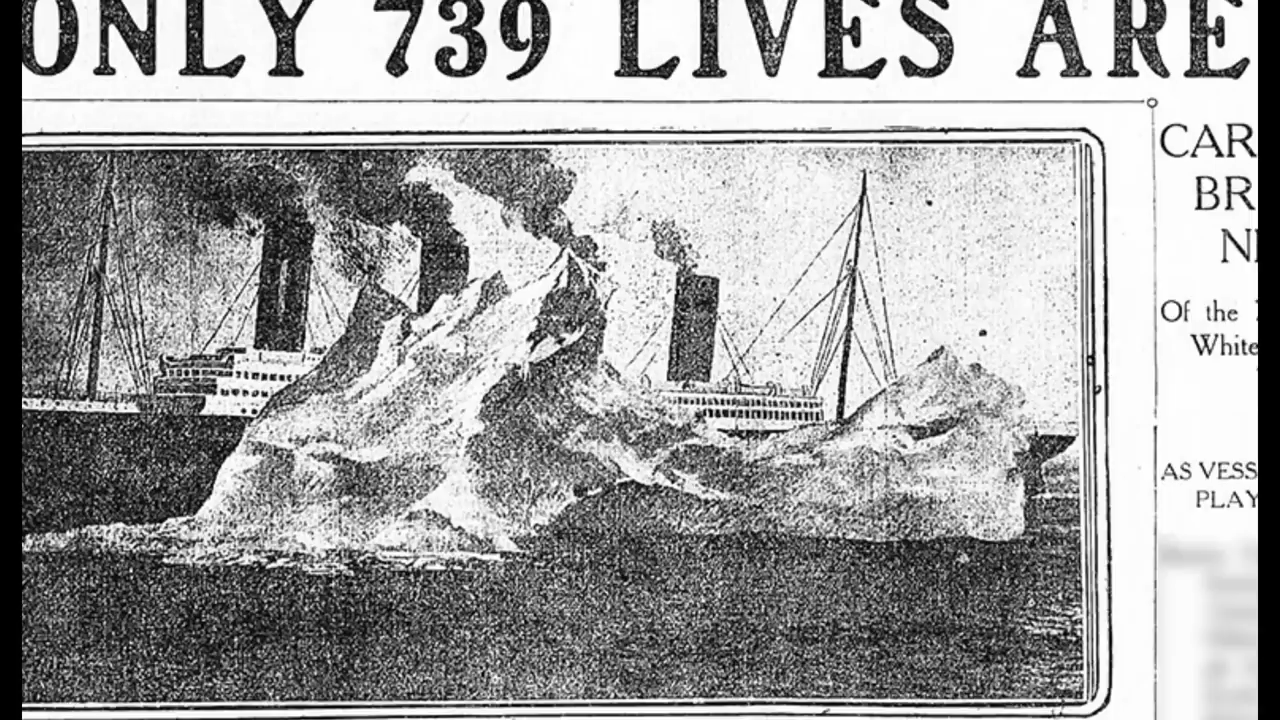 ONLY 739 LIVES ARE
CAR
BR
Of the
White
AS VESS
PLAY